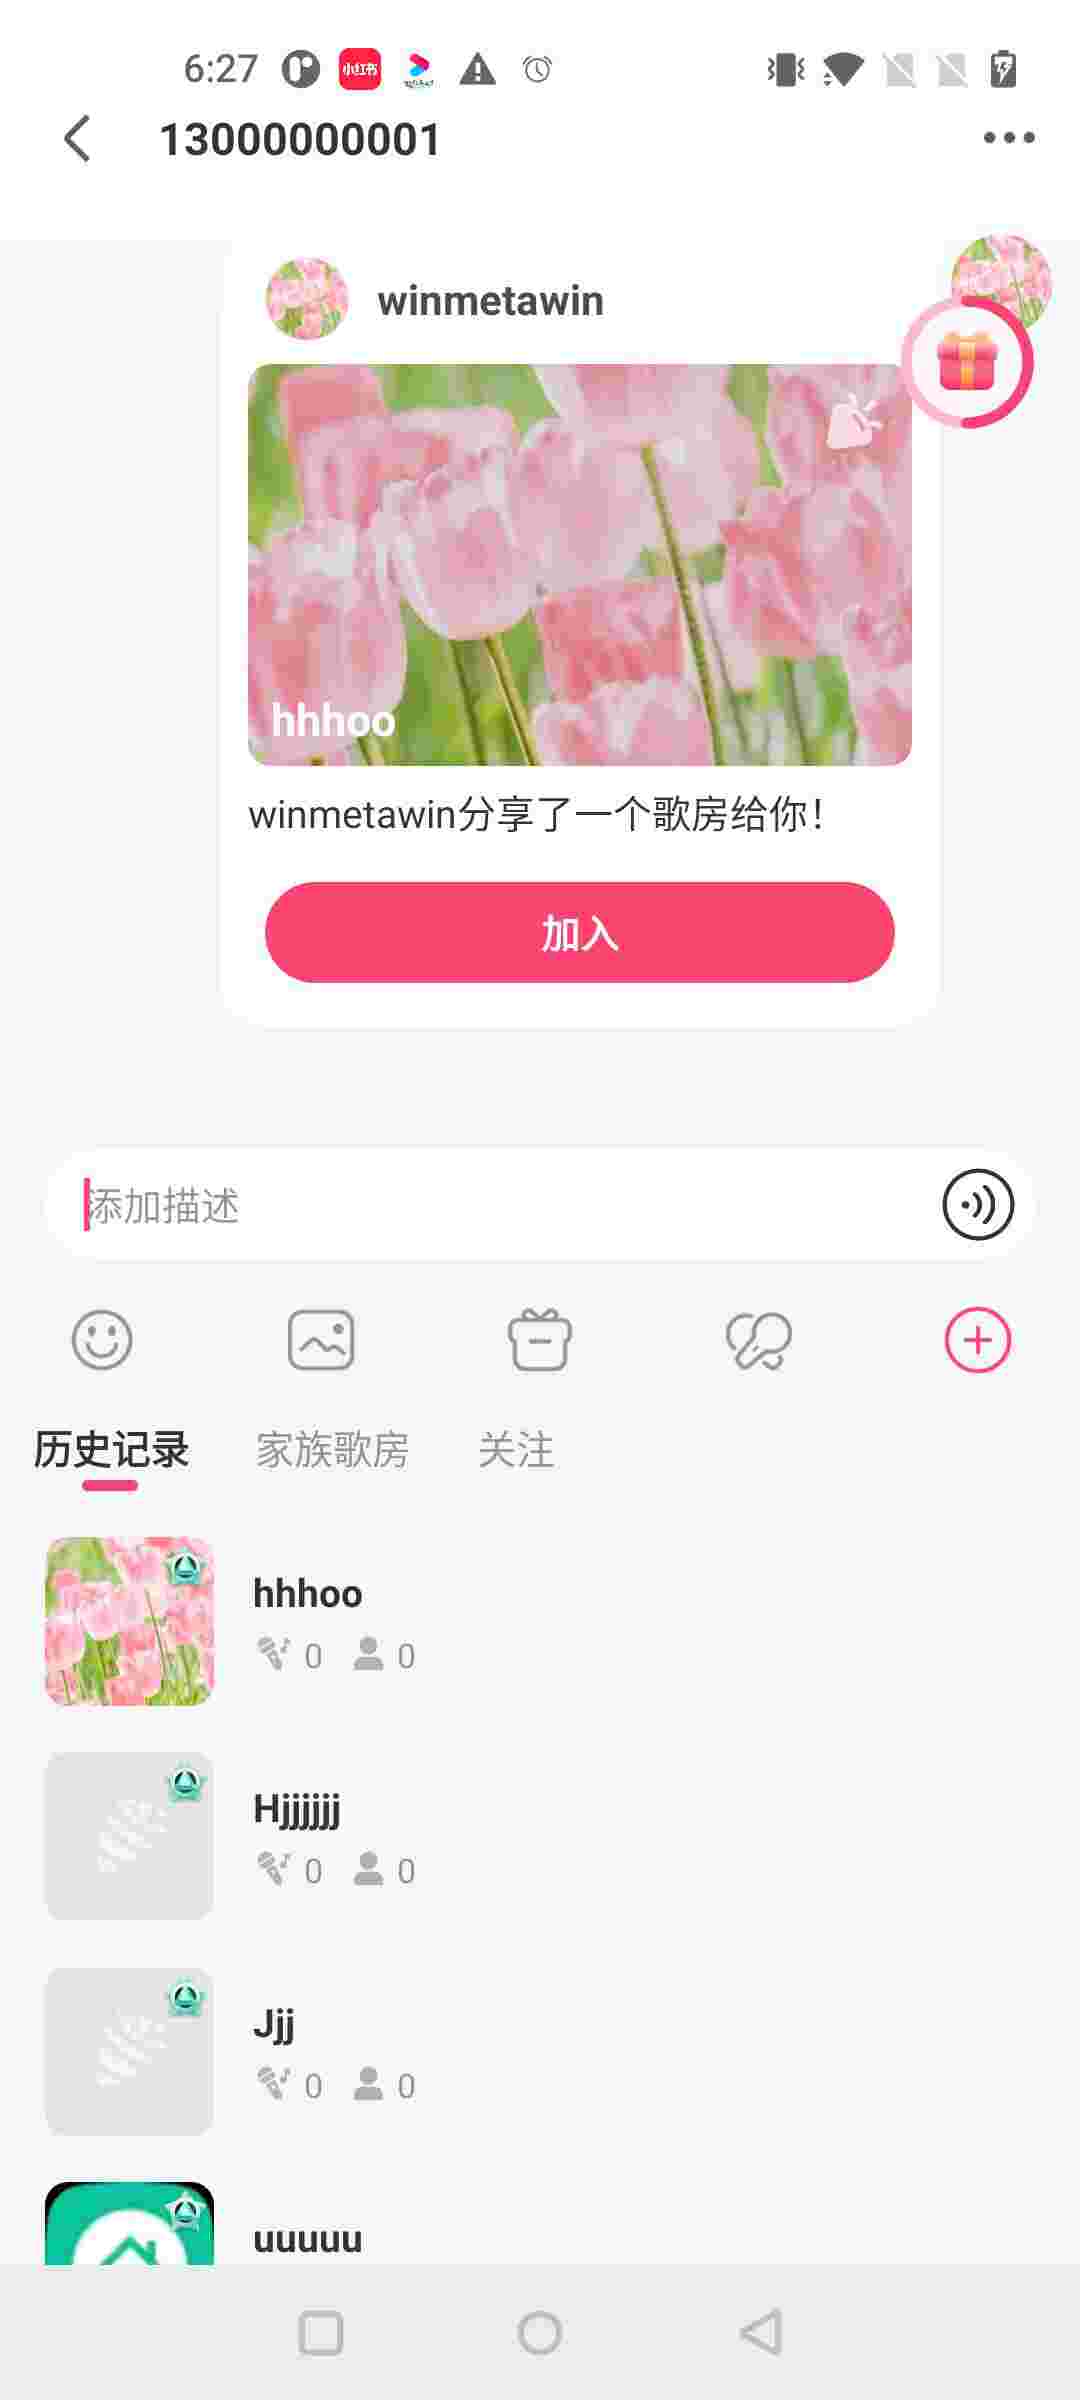 6:27
小红书
13000000001
winmetawin
hhhoo
winmetawin分享了一个歌房给你!
加入
添加描述
历史记录 家族歌房 关注
hhhoo
0 0
Hjjjjjj
0 0
Jjj
0 0
uuuuu